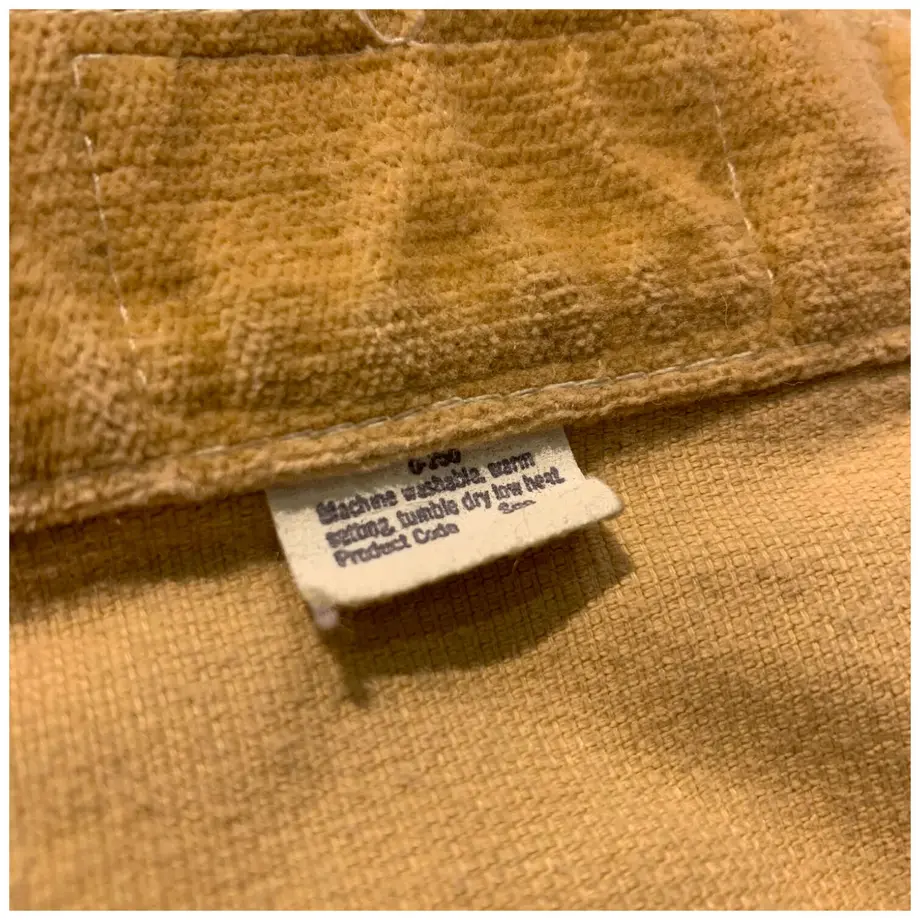 Machine washable, warm
setting, tumble dry low heat
Product Code